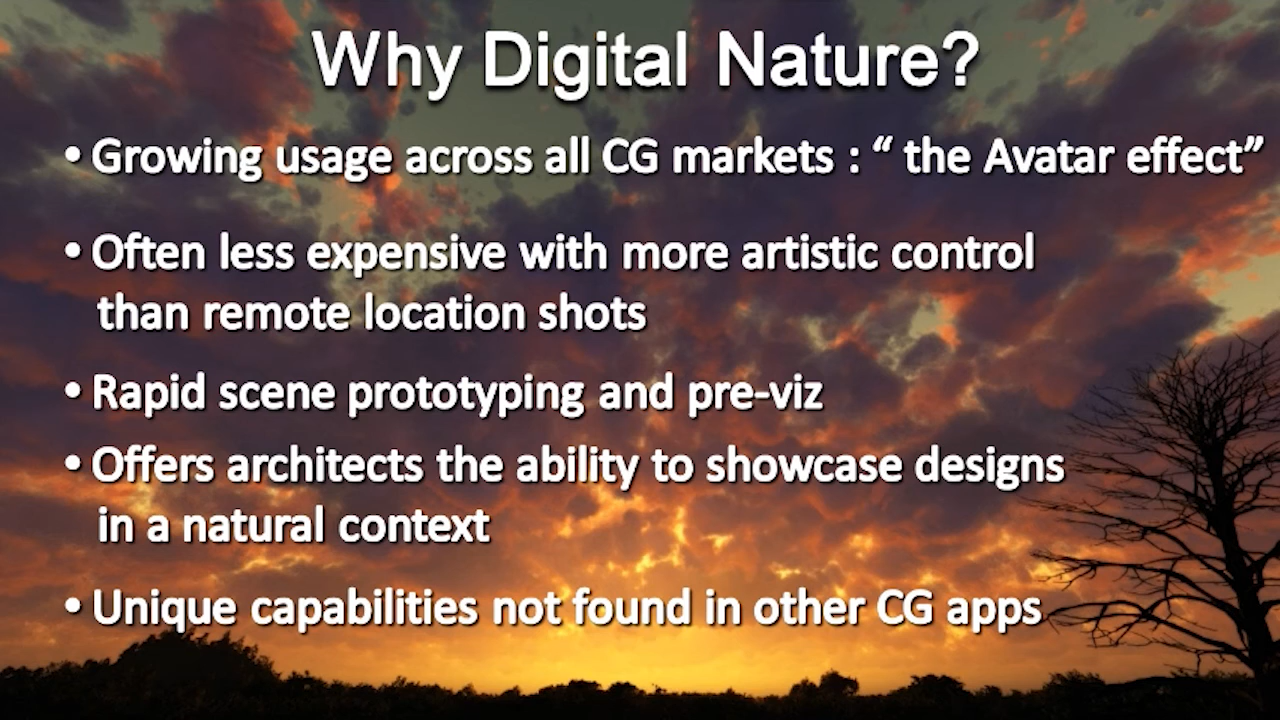 Why Digital Nature?
• Growing usage across all CG markets : “ the Avatar effect”
• Often less expensive with more artistic control
than remote location shots
• Rapid scene prototyping and pre-viz
• Offers architects the ability to showcase designs
in a natural context
• Unique capabilities not found in other CG apps